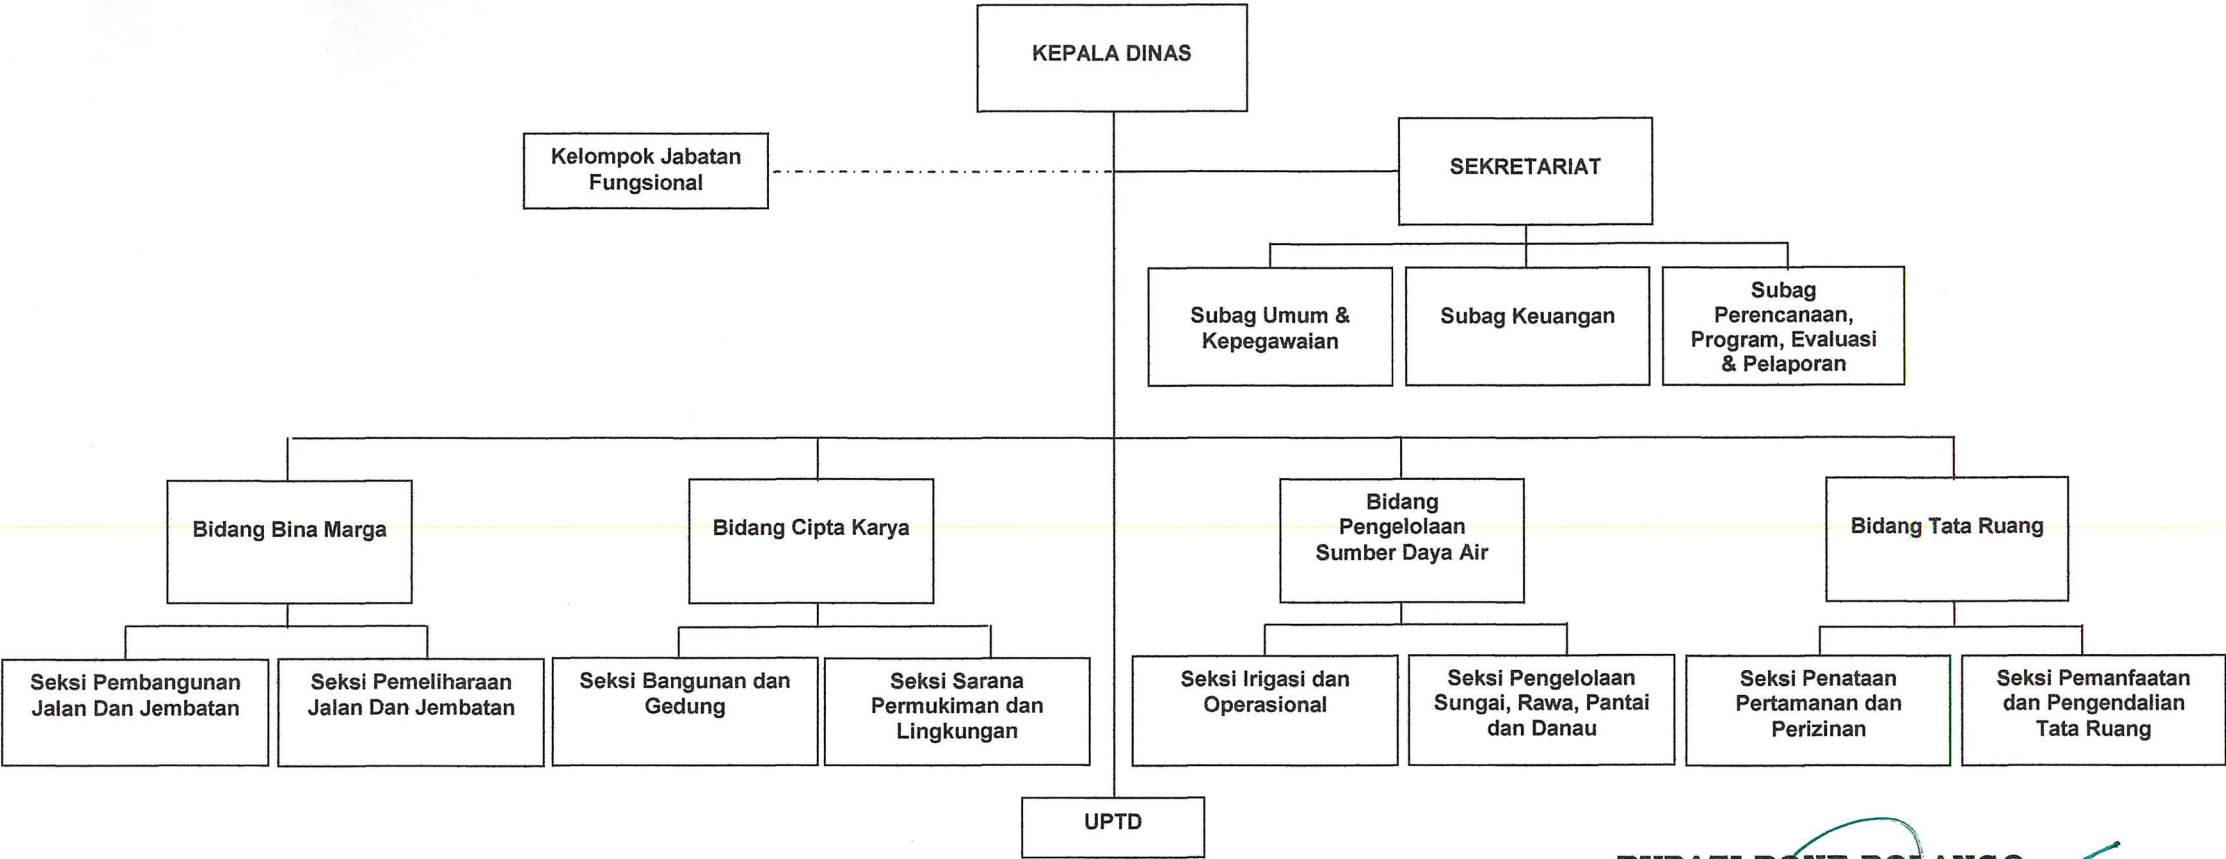 KEPALA DINAS
Kelompok Jabatan
Fungsional
SEKRETARIAT
Subag Umum &
Kepegawaian
Subag Keuangan
Subag
Perencanaan,
Program, Evaluasi
& Pelaporan
Bidang Bina Marga
Bidang Cipta Karya
Bidang
Pengelolaan
Sumber Daya Air
Bidang Tata Ruang
Seksi Pembangunan
Jalan Dan Jembatan
Seksi Pemeliharaan
Jalan Dan Jembatan
Seksi Bangunan dan
Gedung
Seksi Sarana
Permukiman dan
Lingkungan
Seksi Irigasi dan
Operasional
Seksi Pengelolaan
Sungai, Rawa, Pantai
dan Danau
Seksi Penataan
Pertamanan dan
Perizinan
Seksi Pemanfaatan
dan Pengendalian
Tata Ruang
UPTD
BUPATI BONE BOLANGO